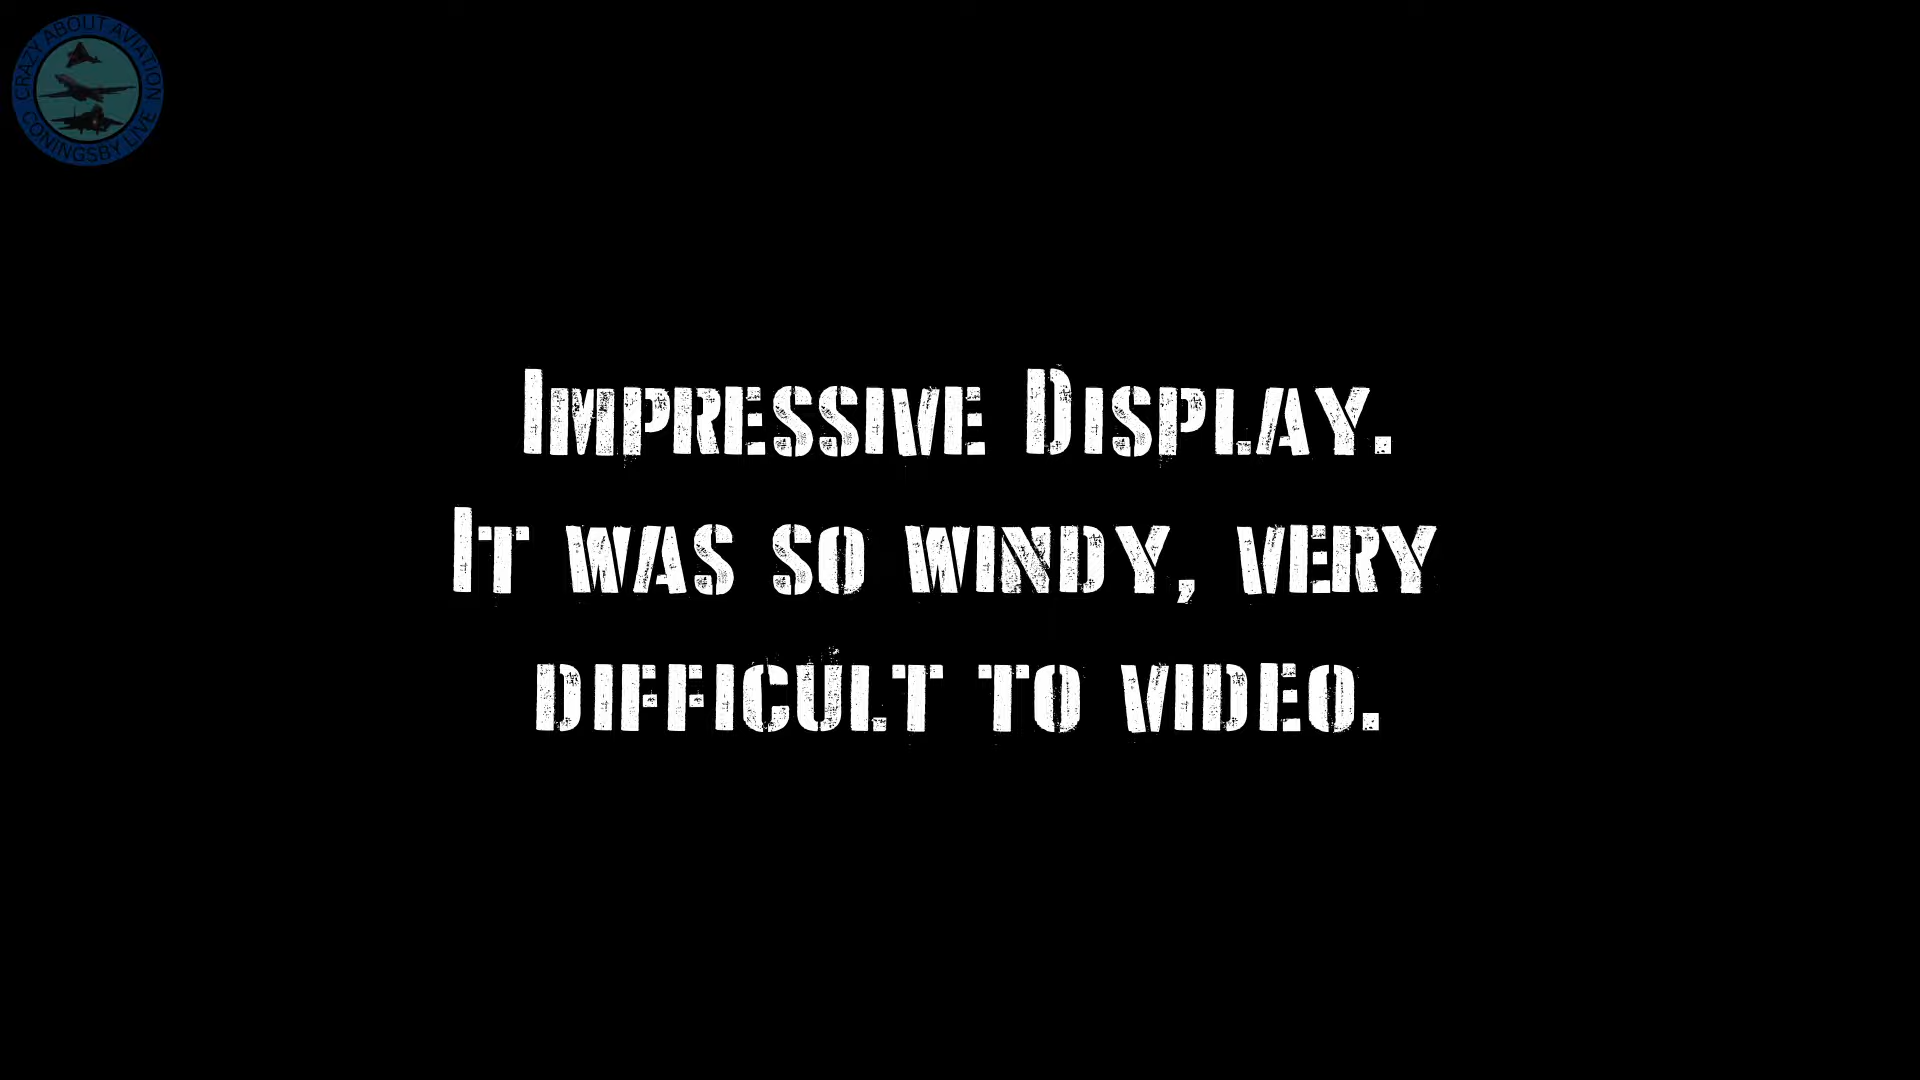 CRAZY ABOUT AVIATION
CONINGSBY LIVE
Impressive Display.
It was so windy, very
difficult to video.